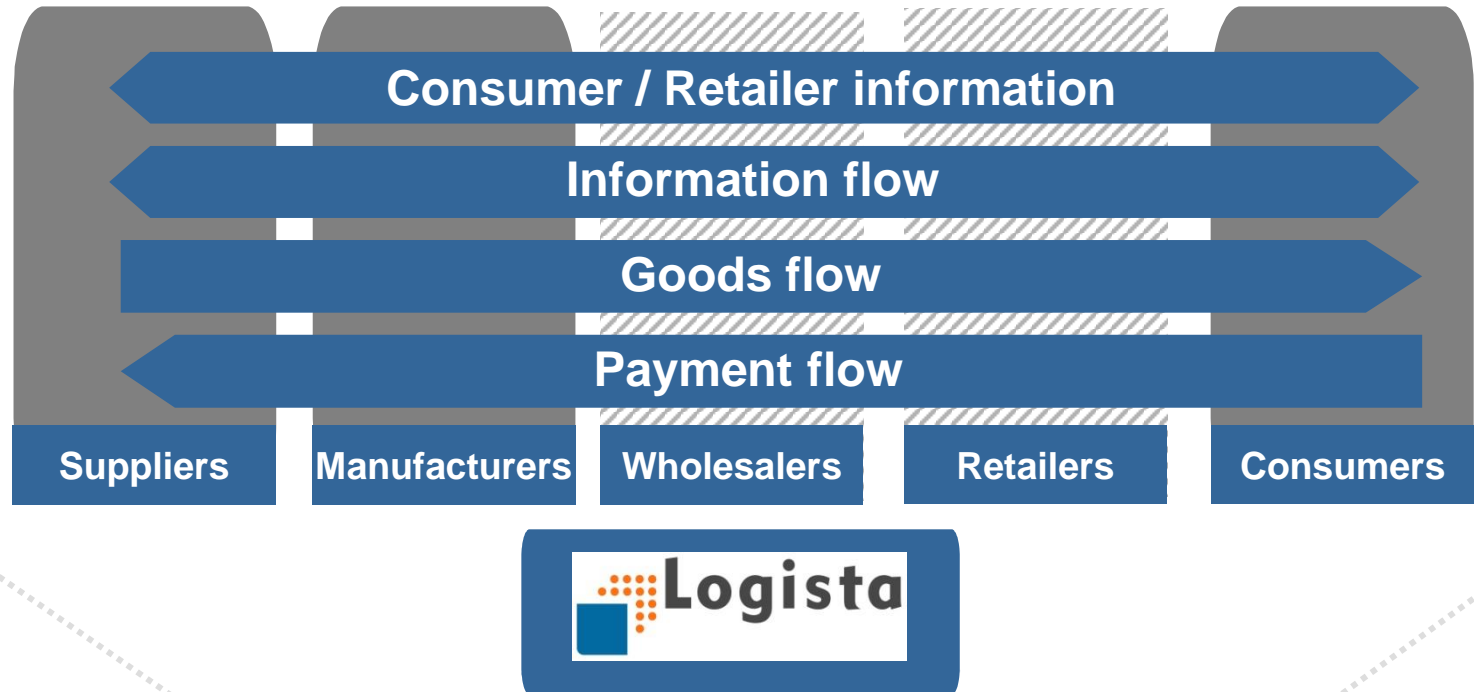 Consumer / Retailer information
Information flow
Goods flow
Payment flow
Suppliers Manufacturers Wholesalers Retailers Consumers
Logista